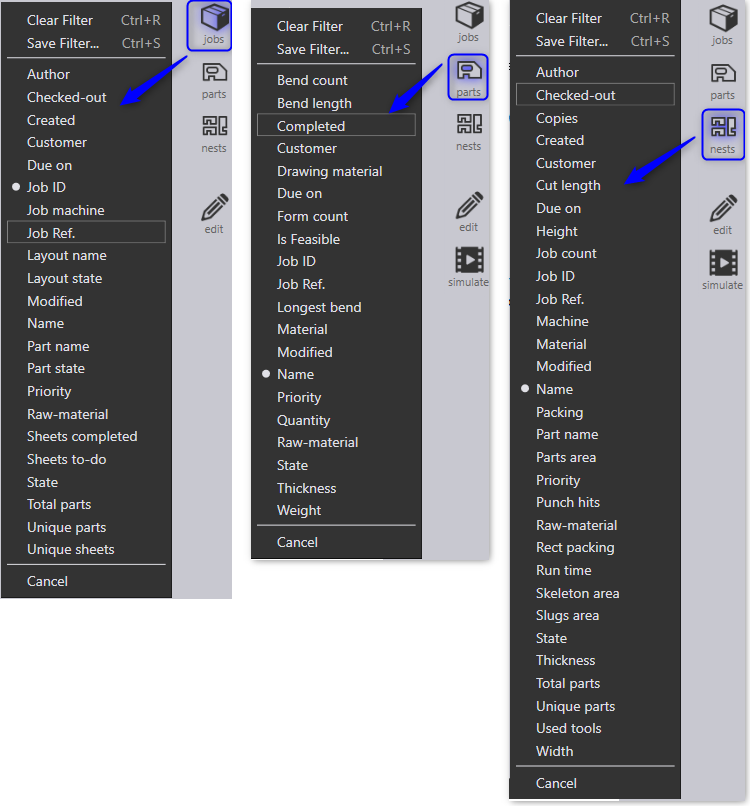 Clear Filter Ctrl+R
Save Filter... Ctrl+S
Author
Checked-out
Created
Customer
Due on
Job ID
Job machine
Job Ref.
Layout name
Layout state
Modified
Name
Part name
Part state
Priority
Raw-material
Sheets completed
Sheets to-do
State
Total parts
Unique parts
Unique sheets
Cancel
jobs
parts
nests
edit
Clear Filter Ctrl+R
Save Filter... Ctrl+S
Bend count
Bend length
Completed
Customer
Drawing material
Due on
Form count
Is Feasible
Job ID
Job Ref.
Longest bend
Material
Modified
Name
Priority
Quantity
Raw-material
State
Thickness
Weight
Cancel
jobs
parts
nests
edit
simulate
Clear Filter Ctrl+R
Save Filter... Ctrl+S
Author
Checked-out
Copies
Created
Customer
Cut length
Due on
Height
Job count
Job ID
Job Ref.
Machine
Material
Modified
Name
Packing
Part name
Parts area
Priority
Punch hits
Raw-material
Rect packing
Run time
Skeleton area
Slugs area
State
Thickness
Total parts
Unique parts
Used tools
Width
Cancel
jobs
parts
nests
edit
simulate